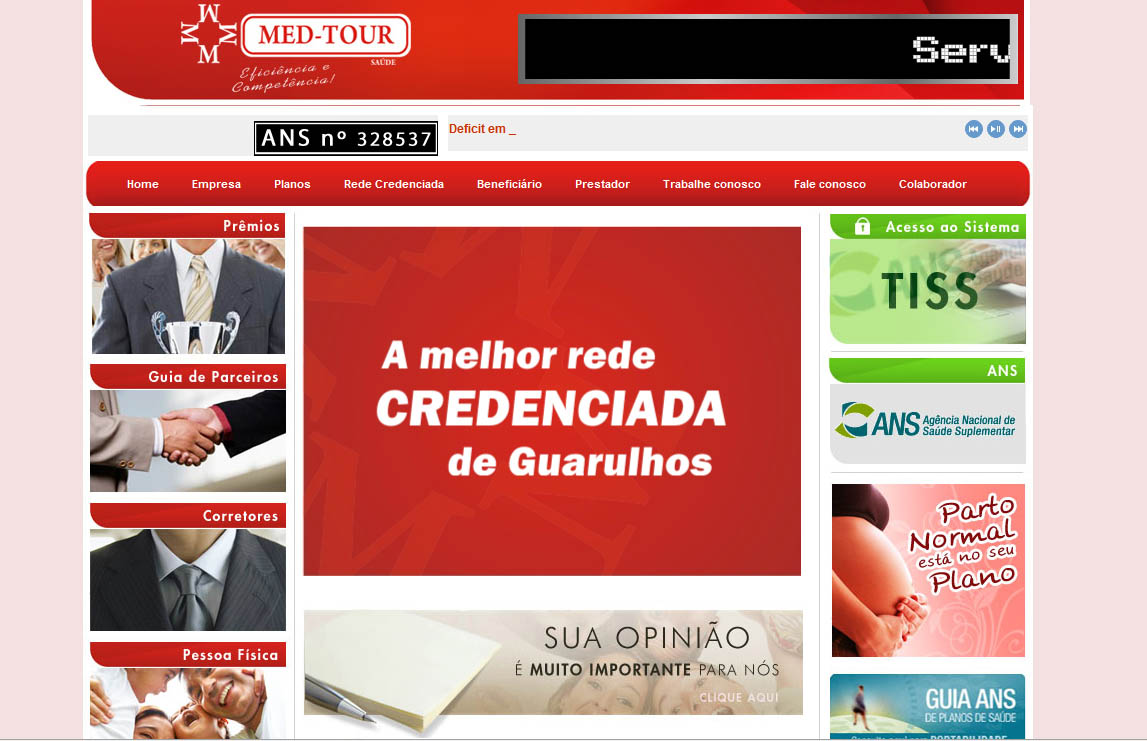 MED-TOUR
SAÚDE
Eficiência e
Competência!
Serv
ANS nº 328537
Deficit em _
Home Empresa Planos Rede Credenciada Beneficiário Prestador Trabalhe conosco Fale conosco Colaborador
Prêmios
Guia de Parceiros
Corretores
Pessoa Física
A melhor rede
CREDENCIADA
de Guarulhos
SUA OPINIÃO
É MUITO IMPORTANTE PARA NÓS
CLIQUE AQUI
Acesso ao Sistema
TISS
ANS
ANS Agência Nacional de
Saúde Suplementar
Parto
Normal
está no seu
Plano
GUIA ANS
DE PLANOS DE SAÚDE